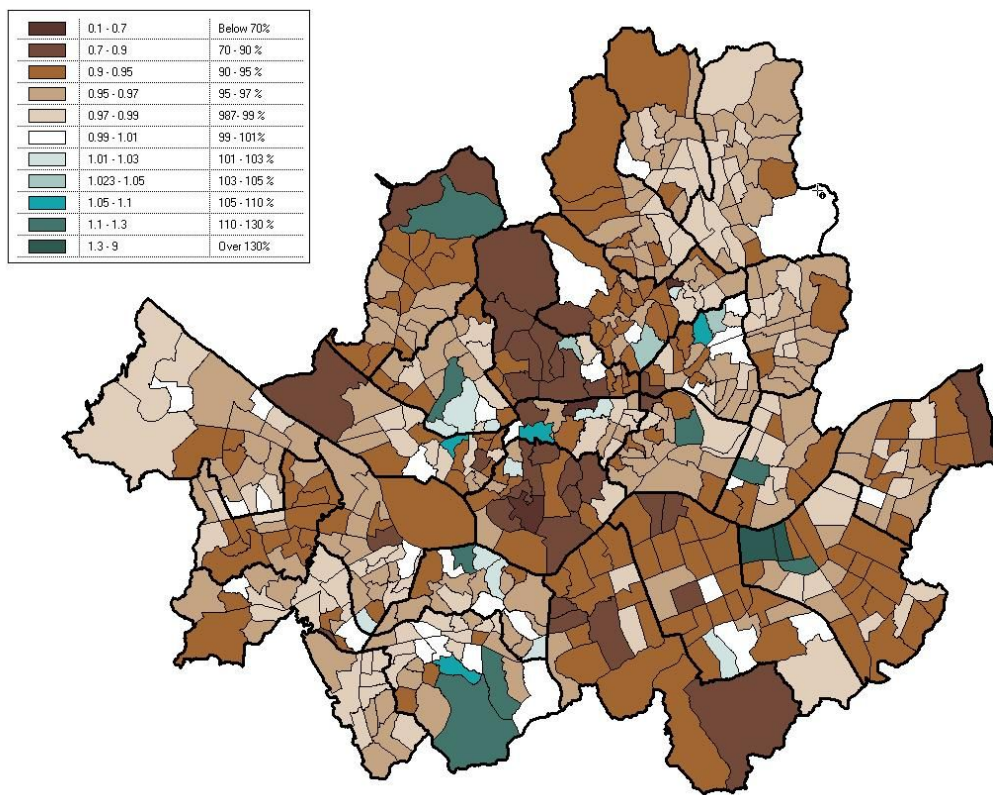 0.1 - 0.7 Below 70%
0.7 - 0.9 70 - 90 %
0.9 - 0.95 90 - 95 %
0.95 - 0.97 95 - 97 %
0.97 - 0.99 987- 99 %
0.99 - 1.01 99 - 101%
1.01 - 1.03 101 - 103 %
1.023 - 1.05 103 - 105 %
1.05 - 1.1 105 - 110 %
1.1 - 1.3 110 - 130 %
1.3 - 9 Over 130%